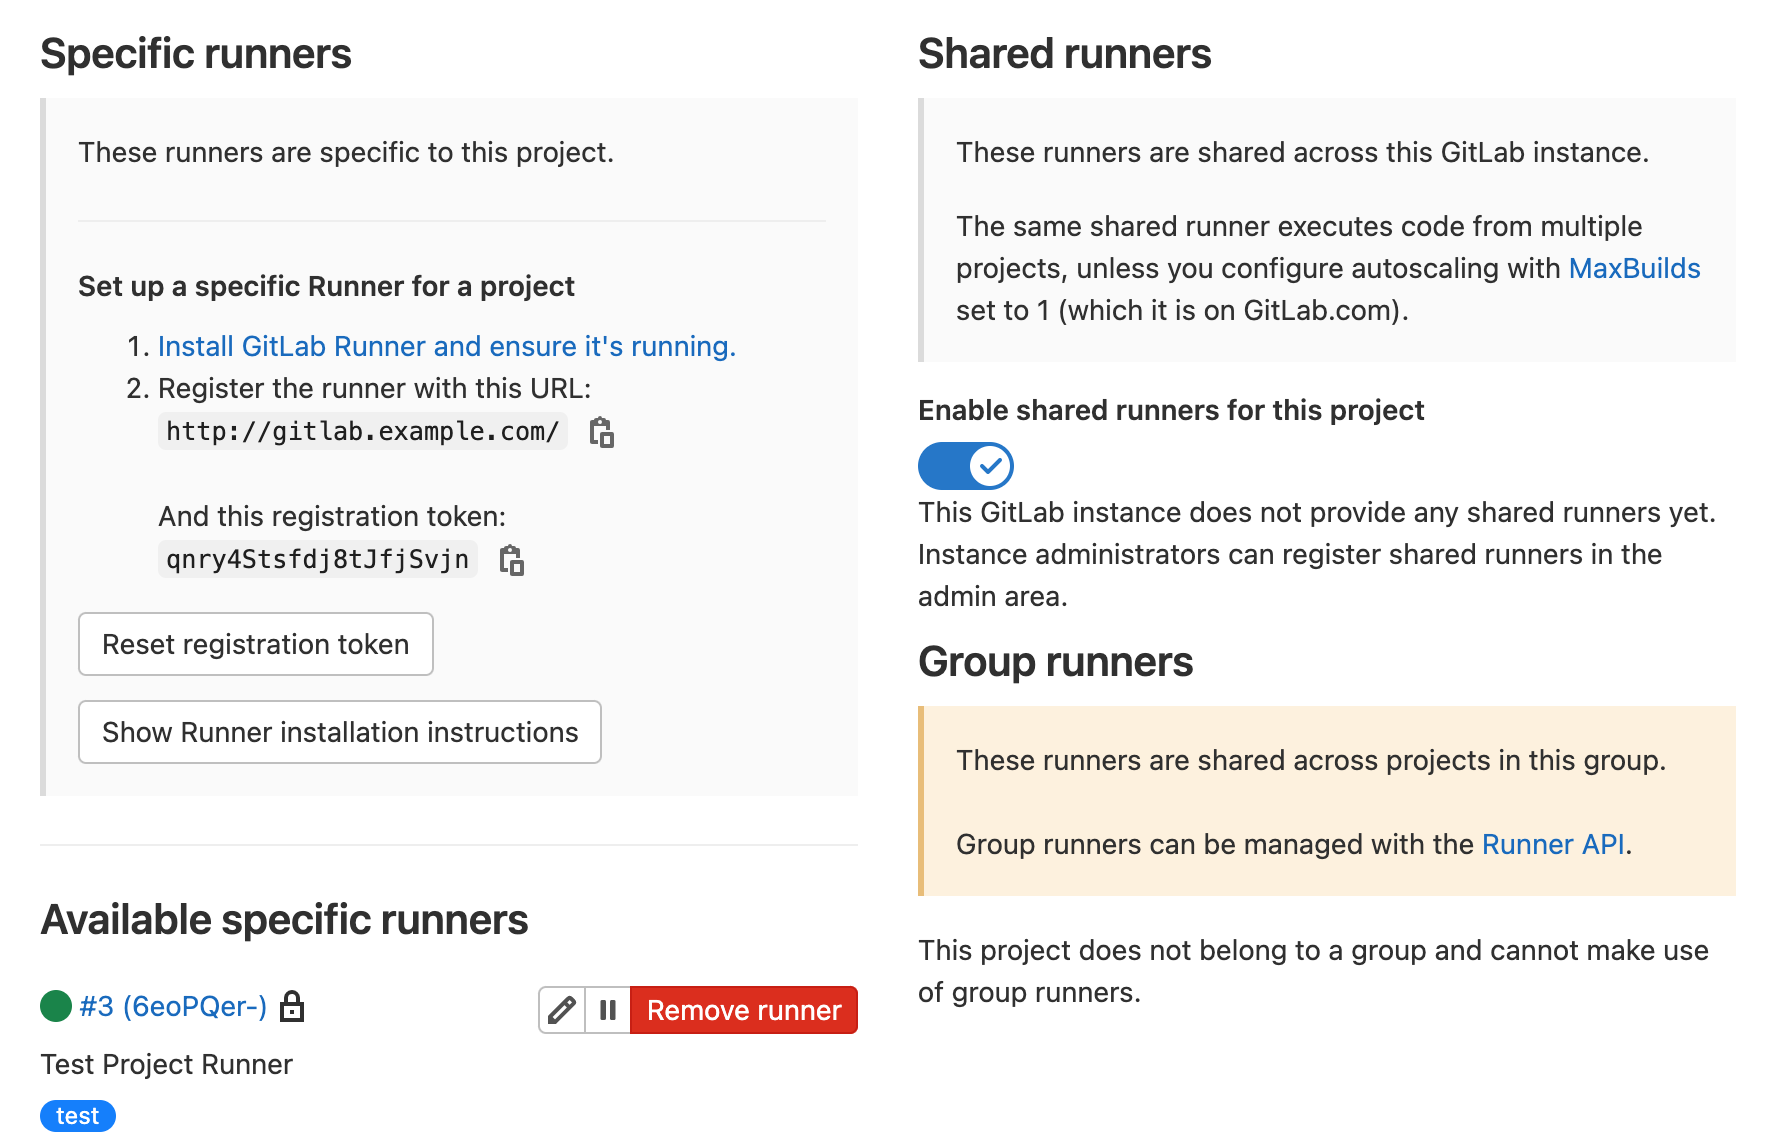 Specific runners
These runners are specific to this project.
Set up a specific Runner for a project
1. Install GitLab Runner and ensure it's running.
2. Register the runner with this URL:
http://gitlab.example.com/
And this registration token:
qnry4Stsfdj8tJfjSvjn
Reset registration token
Show Runner installation instructions
Available specific runners
#3 (6eoPQer-)
Remove runner
Test Project Runner
test
Shared runners
These runners are shared across this GitLab instance.
The same shared runner executes code from multiple
projects, unless you configure autoscaling with MaxBuilds
set to 1 (which it is on GitLab.com).
Enable shared runners for this project
This GitLab instance does not provide any shared runners yet.
Instance administrators can register shared runners in the
admin area.
Group runners
These runners are shared across projects in this group.
Group runners can be managed with the Runner API.
This project does not belong to a group and cannot make use
of group runners.